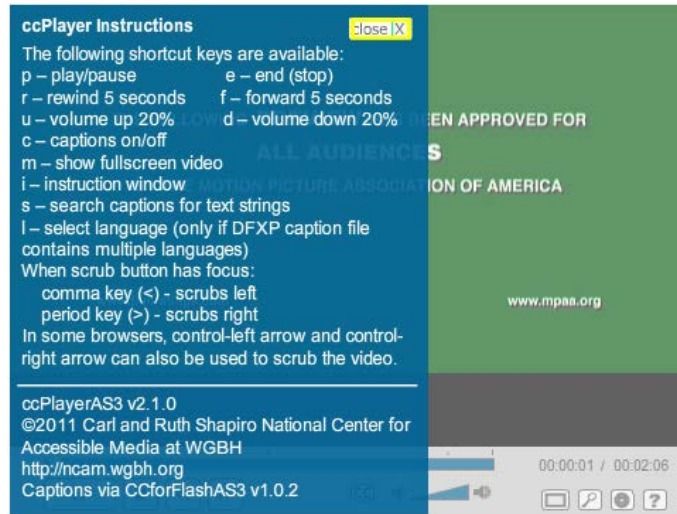 ccPlayer Instructions
close X
The following shortcut keys are available:
p – play/pause e – end (stop)
r – rewind 5 seconds f – forward 5 seconds
u – volume up 20% d – volume down 20%
c – captions on/off
m – show fullscreen video
i – instruction window
s – search captions for text strings
l – select language (only if DFXP caption file
contains multiple languages)
When scrub button has focus:
comma key (<) - scrubs left
period key (>) - scrubs right
In some browsers, control-left arrow and control-
right arrow can also be used to scrub the video.
ccPlayerAS3 v2.1.0
©2011 Carl and Ruth Shapiro National Center for
Accessible Media at WGBH
http://ncam.wgbh.org
Captions via CCforFlashAS3 v1.0.2
BEEN APPROVED FOR
ALL AUDIENCES
MOTION PICTURE ASSOCIATION OF AMERICA
www.mpaa.org
00:00:01 / 00:02:06
CC
?